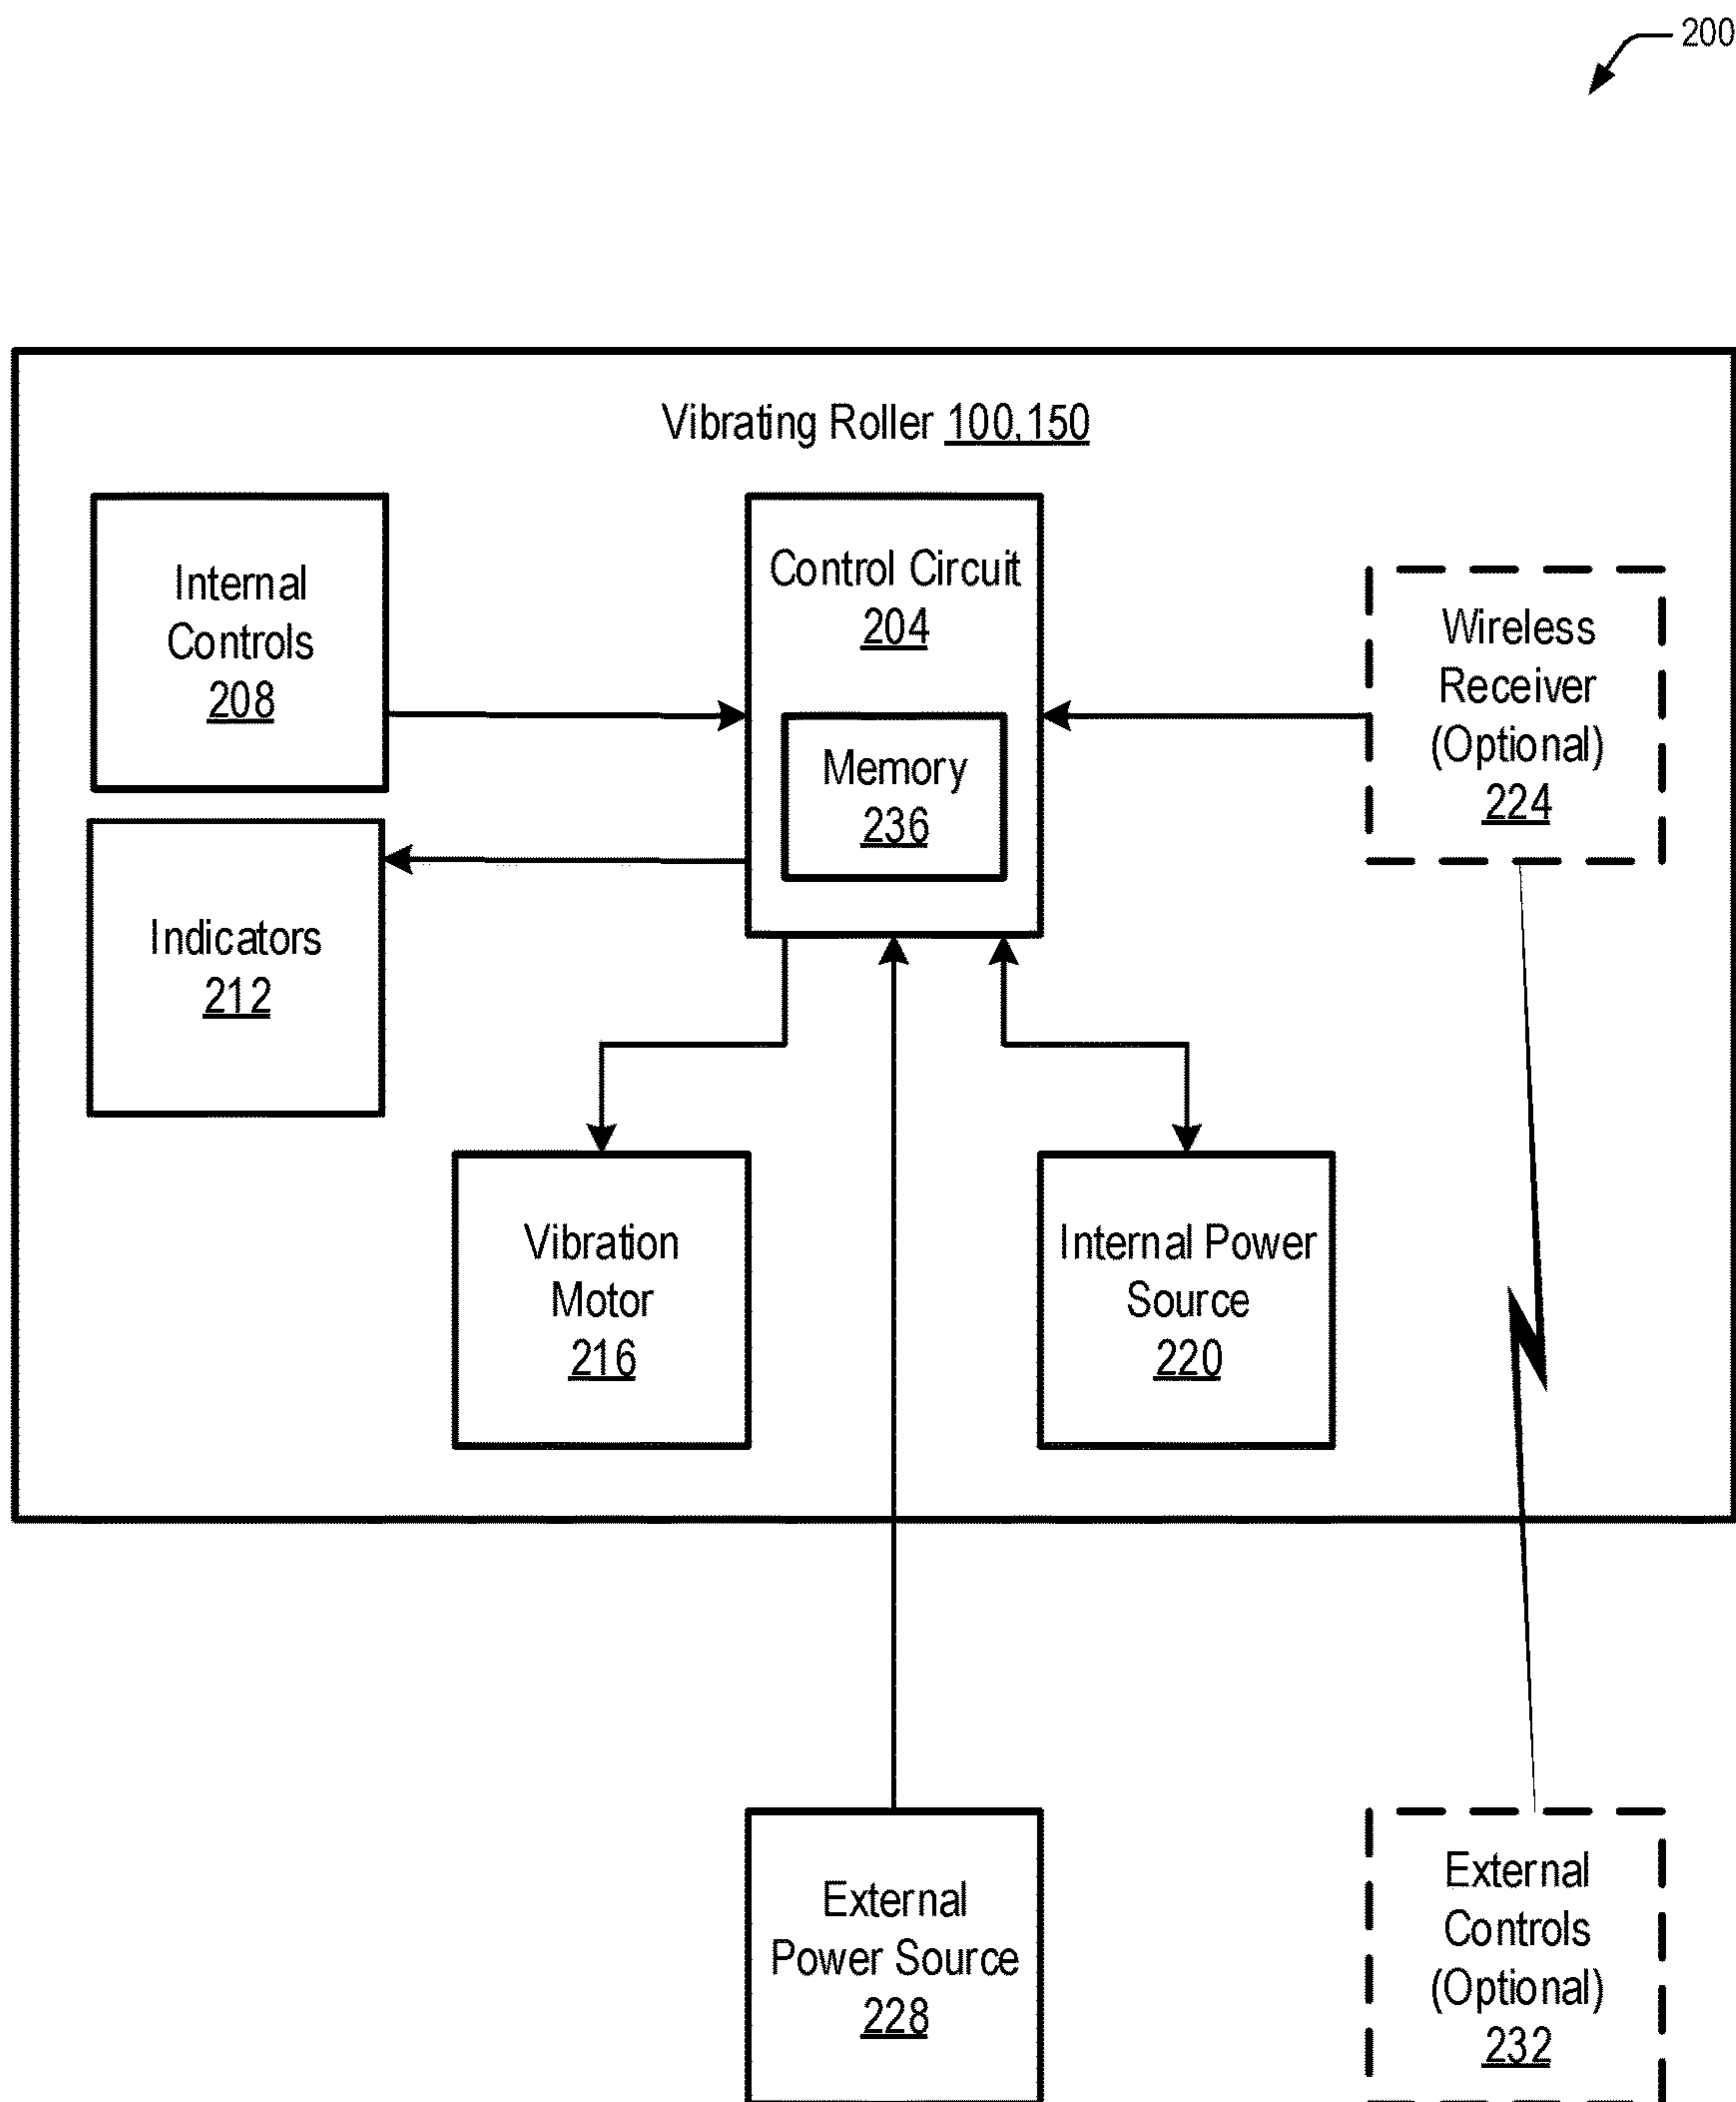 200
Vibrating Roller 100,150
Internal
Controls
208
Control Circuit
204
Memory
236
Wireless
Receiver
(Optional)
224
Indicators
212
Vibration
Motor
216
Internal Power
Source
220
External
Power Source
228
External
Controls
(Optional)
232